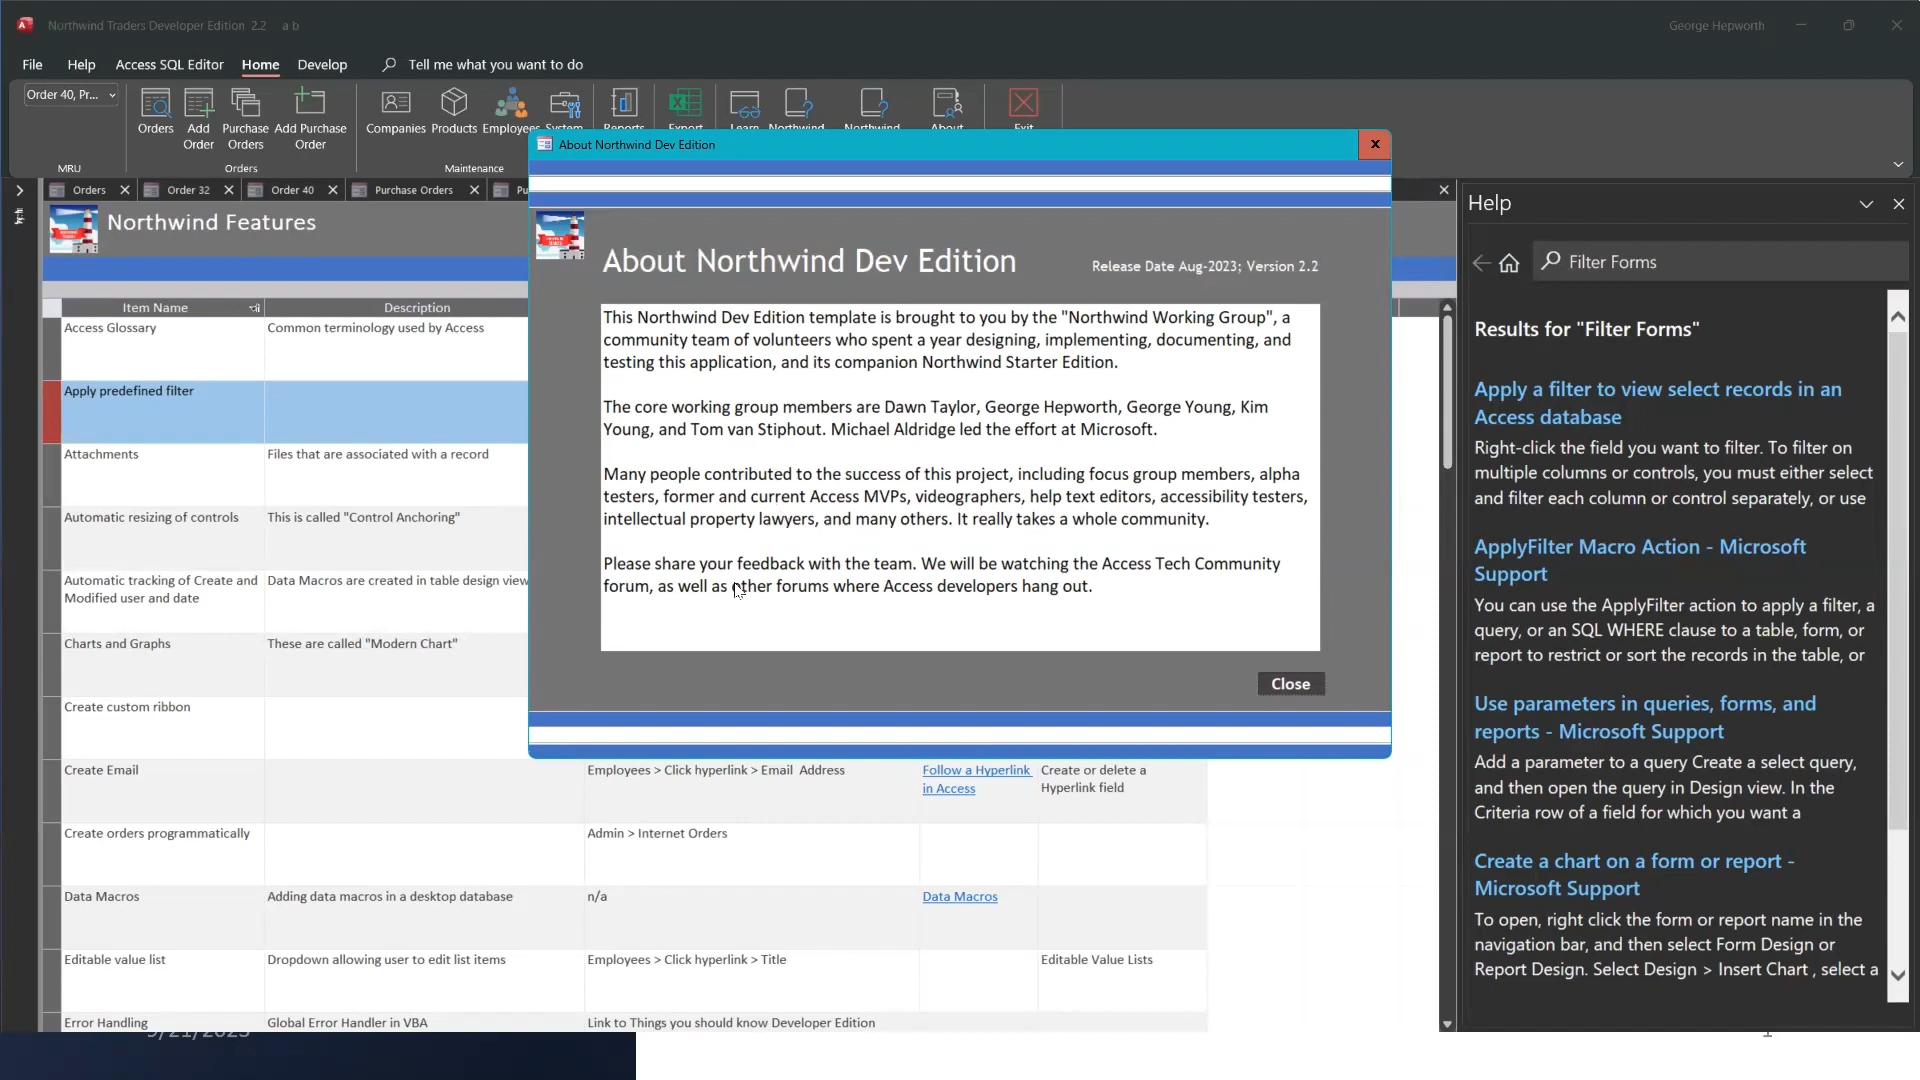 Northwind Traders Developer Edition 2.2 a b
George Hepworth
File Help Access SQL Editor Home Develop Tell me what you want to do
Order 40, Pr...
Orders
Add
Order
Purchase
Orders
Add Purchase
Order
Companies
Products
Employees
System
Reports
Export
Learn
Northwind
Northwind
About
Exit
MRU
Orders
Maintenance
Orders
Order 32
Order 40
Purchase Orders
Pu
Northwind Features
Item Name
Description
Access Glossary
Common terminology used by Access
Apply predefined filter
Attachments
Files that are associated with a record
Automatic resizing of controls
This is called "Control Anchoring"
Automatic tracking of Create and
Modified user and date
Data Macros are created in table design view
Charts and Graphs
These are called "Modern Chart"
Create custom ribbon
Create Email
Employees > Click hyperlink > Email Address
Follow a Hyperlink
in Access
Create or delete a
Hyperlink field
Create orders programmatically
Admin > Internet Orders
Data Macros
Adding data macros in a desktop database
n/a
Data Macros
Editable value list
Dropdown allowing user to edit list items
Employees > Click hyperlink > Title
Editable Value Lists
Error Handling
Global Error Handler in VBA
Link to Things you should know Developer Edition
About Northwind Dev Edition
About Northwind Dev Edition
Release Date Aug-2023; Version 2.2
This Northwind Dev Edition template is brought to you by the "Northwind Working Group", a
community team of volunteers who spent a year designing, implementing, documenting, and
testing this application, and its companion Northwind Starter Edition.
The core working group members are Dawn Taylor, George Hepworth, George Young, Kim
Young, and Tom van Stiphout. Michael Aldridge led the effort at Microsoft.
Many people contributed to the success of this project, including focus group members, alpha
testers, former and current Access MVPs, videographers, help text editors, accessibility testers,
intellectual property lawyers, and many others. It really takes a whole community.
Please share your feedback with the team. We will be watching the Access Tech Community
forum, as well as other forums where Access developers hang out.
Close
Help
Filter Forms
Results for "Filter Forms"
Apply a filter to view select records in an
Access database
Right-click the field you want to filter. To filter on
multiple columns or controls, you must either select
and filter each column or control separately, or use
ApplyFilter Macro Action - Microsoft
Support
You can use the ApplyFilter action to apply a filter, a
query, or an SQL WHERE clause to a table, form, or
report to restrict or sort the records in the table, or
Use parameters in queries, forms, and
reports - Microsoft Support
Add a parameter to a query Create a select query,
and then open the query in Design view. In the
Criteria row of a field for which you want a
Create a chart on a form or report -
Microsoft Support
To open, right click the form or report name in the
navigation bar, and then select Form Design or
Report Design. Select Design > Insert Chart , select a
9/21/2023